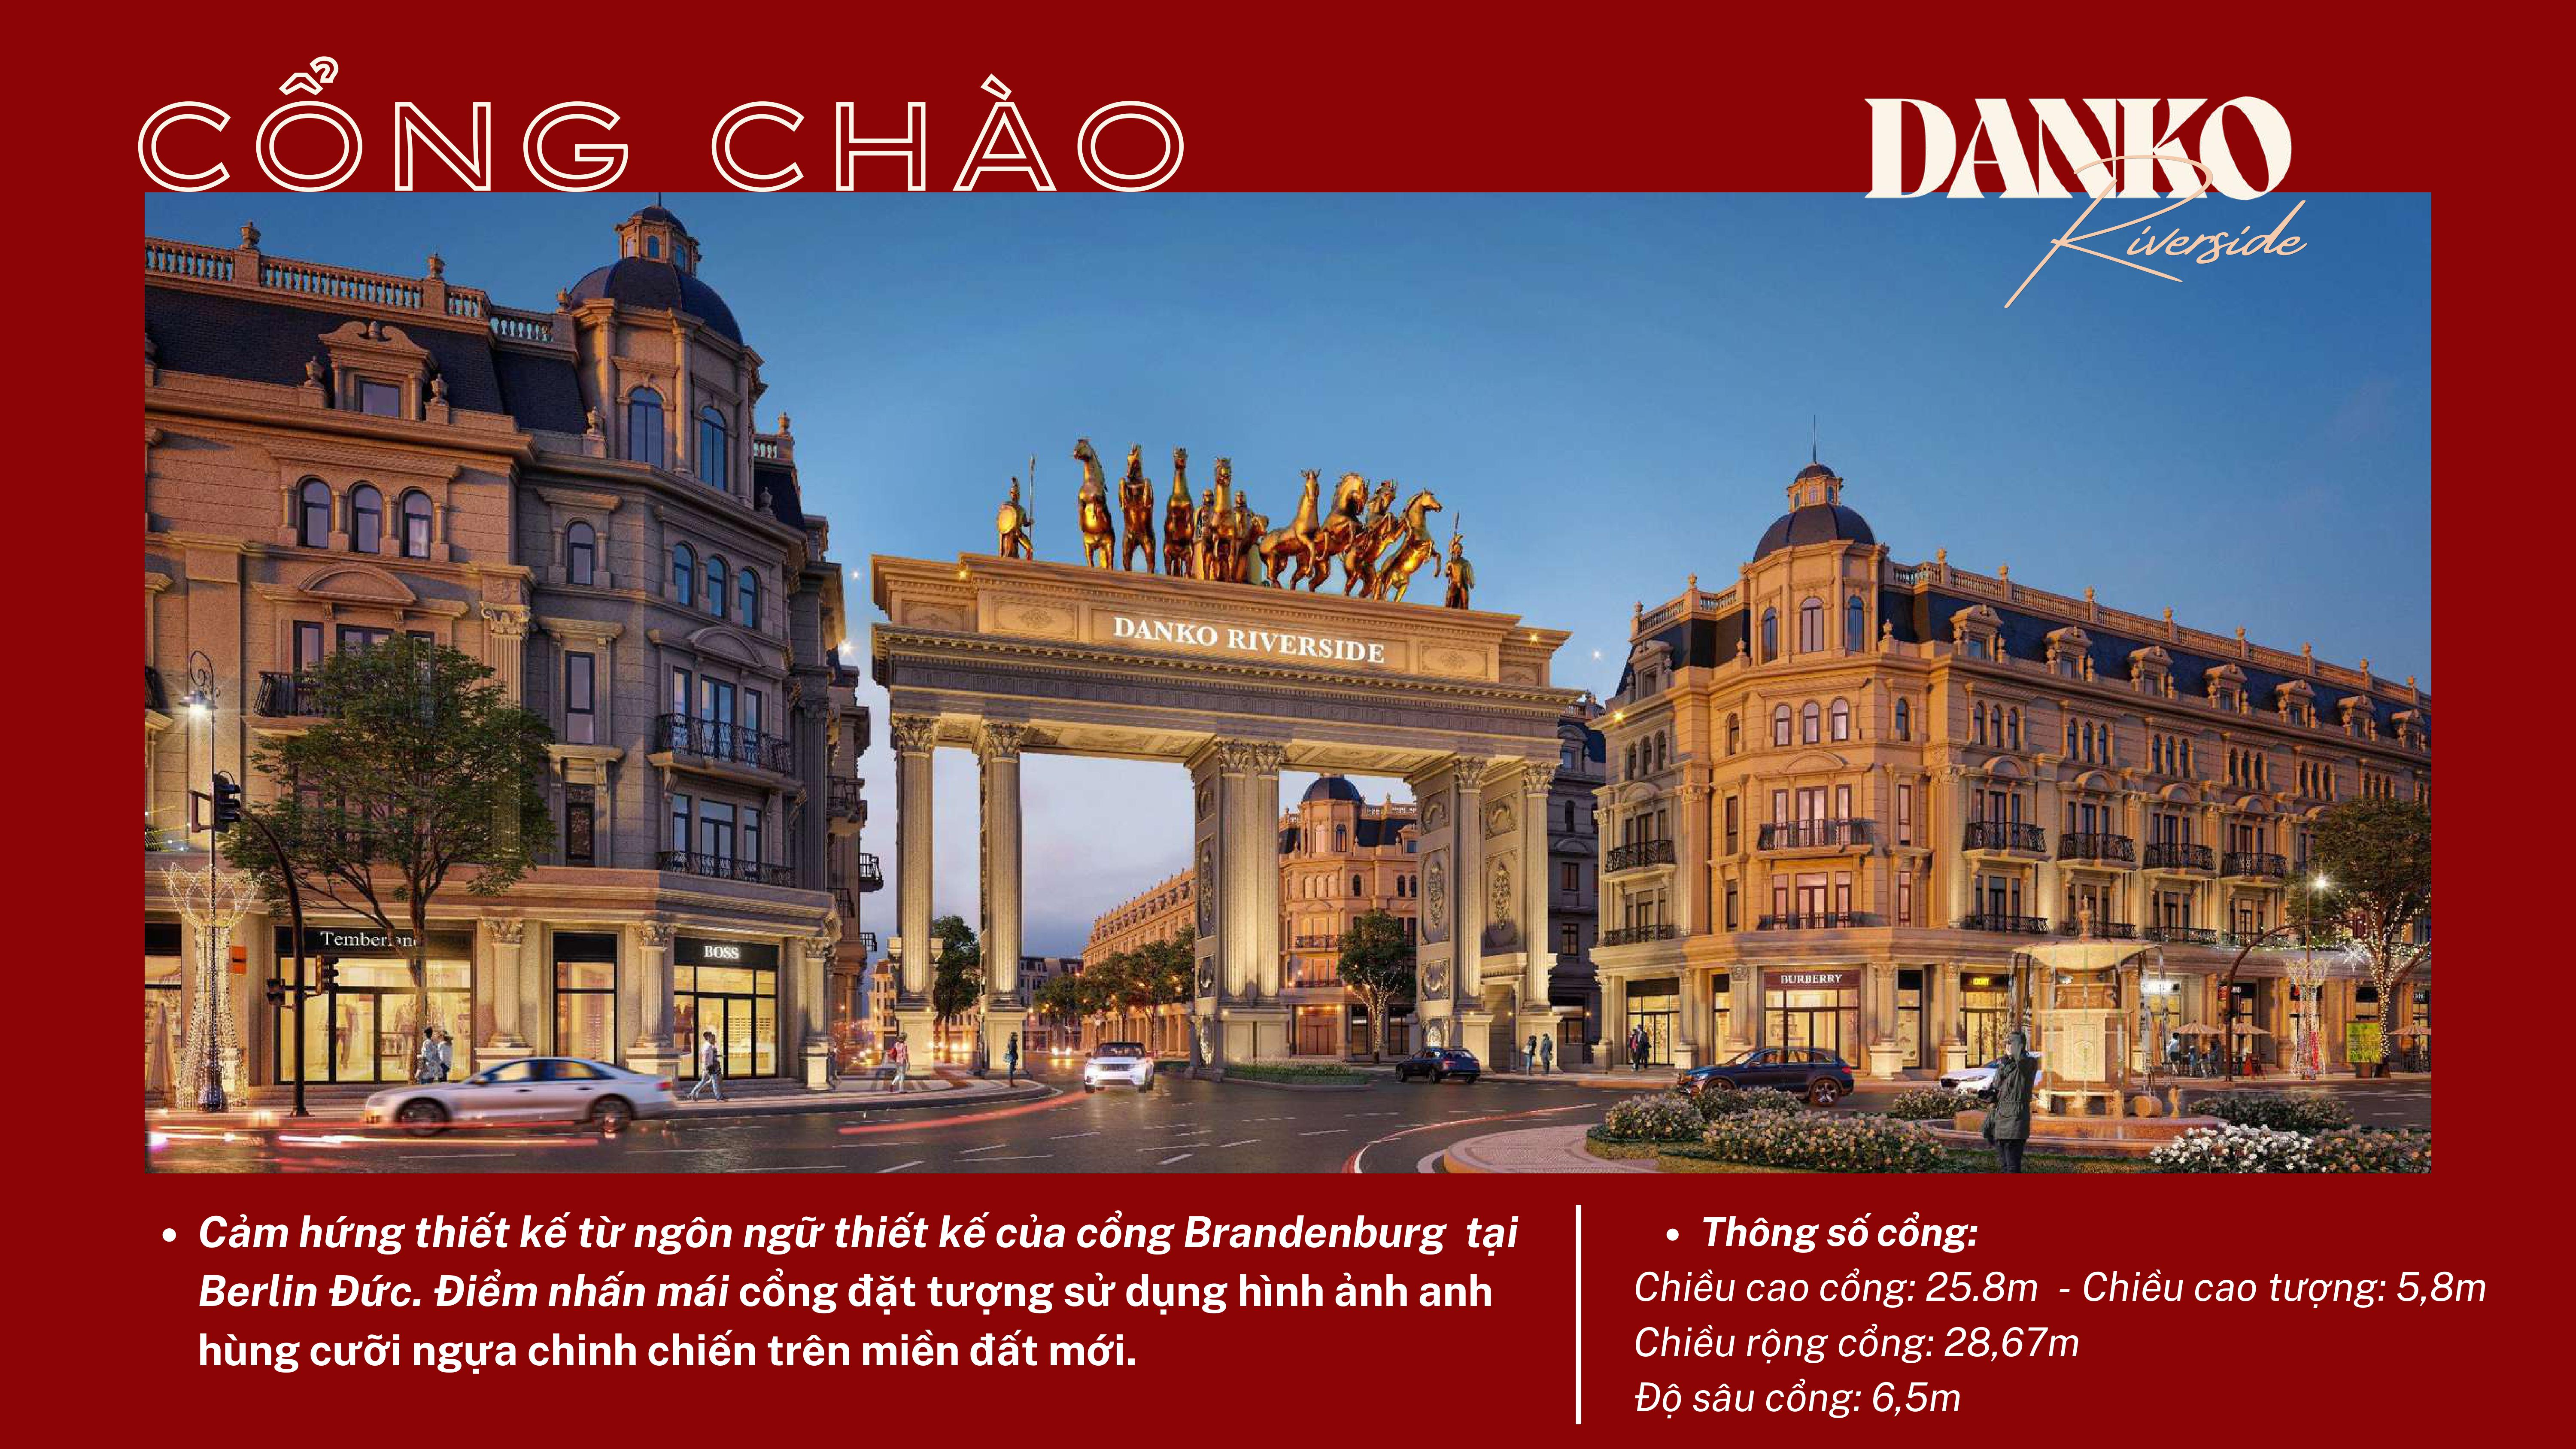 CỔNG CHÀO
DANKO
Riverside
DANKO RIVERSIDE
Temberland
BOSS
BURBERRY
• Cảm hứng thiết kế từ ngôn ngữ thiết kế của cổng Brandenburg tại
Berlin Đức. Điểm nhấn mái cổng đặt tượng sử dụng hình ảnh anh
hùng cưỡi ngựa chinh chiến trên miền đất mới.
• Thông số cổng:
Chiều cao cổng: 25.8m - Chiều cao tượng: 5,8m
Chiều rộng cổng: 28,67m
Độ sâu cổng: 6,5m